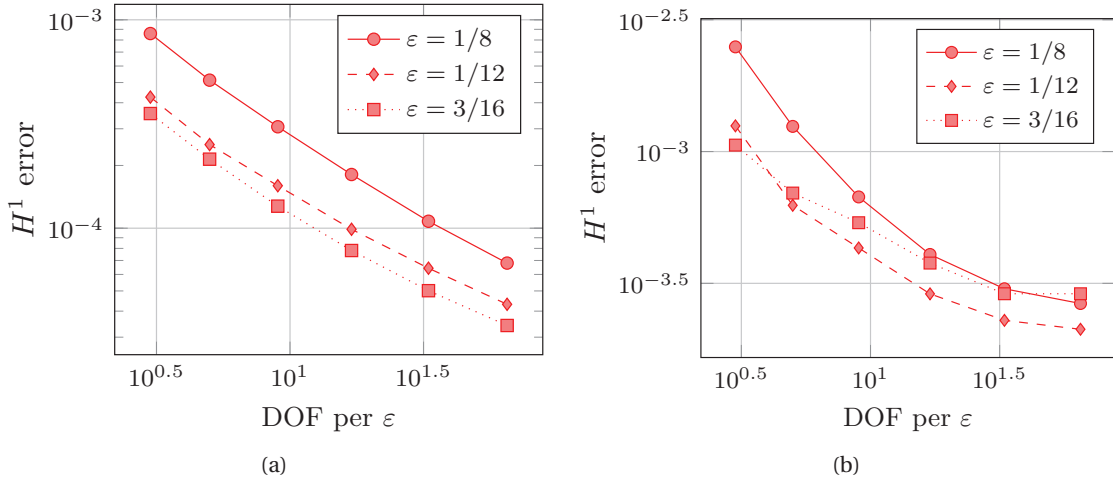 10^{-3}
10^{-4}
H^1 error
ε = 1/8
ε = 1/12
ε = 3/16
10^{0.5}
10^1
10^{1.5}
DOF per ε
(a)
10^{-2.5}
10^{-3}
10^{-3.5}
H^1 error
ε = 1/8
ε = 1/12
ε = 3/16
10^{0.5}
10^1
10^{1.5}
DOF per ε
(b)